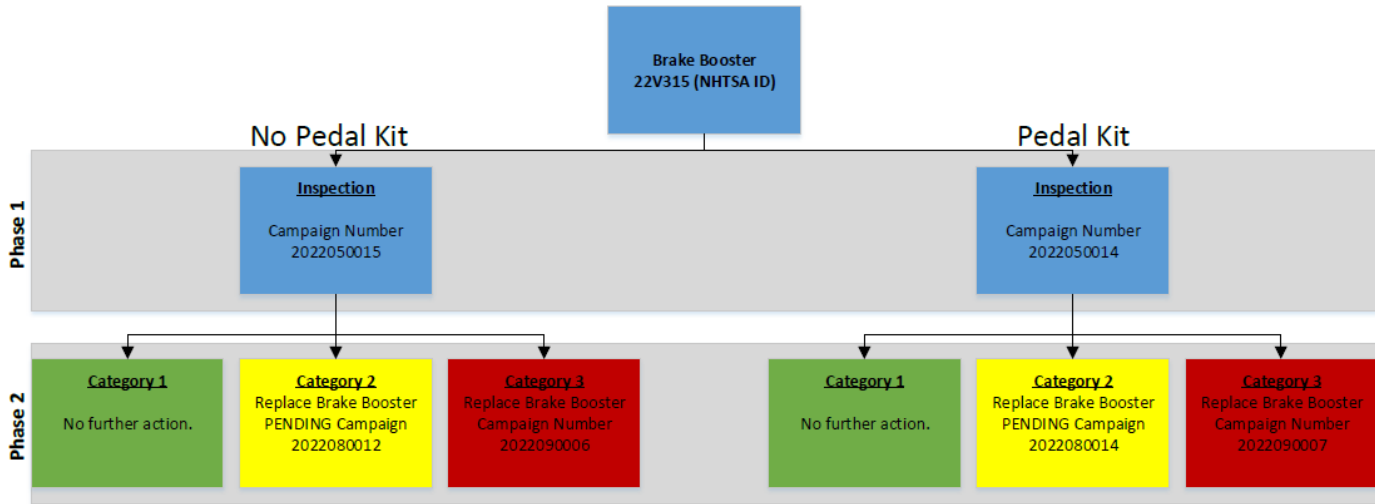 Brake Booster
22V315 (NHTSA ID)
No Pedal Kit
Pedal Kit
Phase 1
Inspection
Campaign Number
2022050015
Inspection
Campaign Number
2022050014
Phase 2
Category 1
No further action.
Category 2
Replace Brake Booster
PENDING Campaign
2022080012
Category 3
Replace Brake Booster
Campaign Number
2022090006
Category 1
No further action.
Category 2
Replace Brake Booster
PENDING Campaign
2022080014
Category 3
Replace Brake Booster
Campaign Number
2022090007